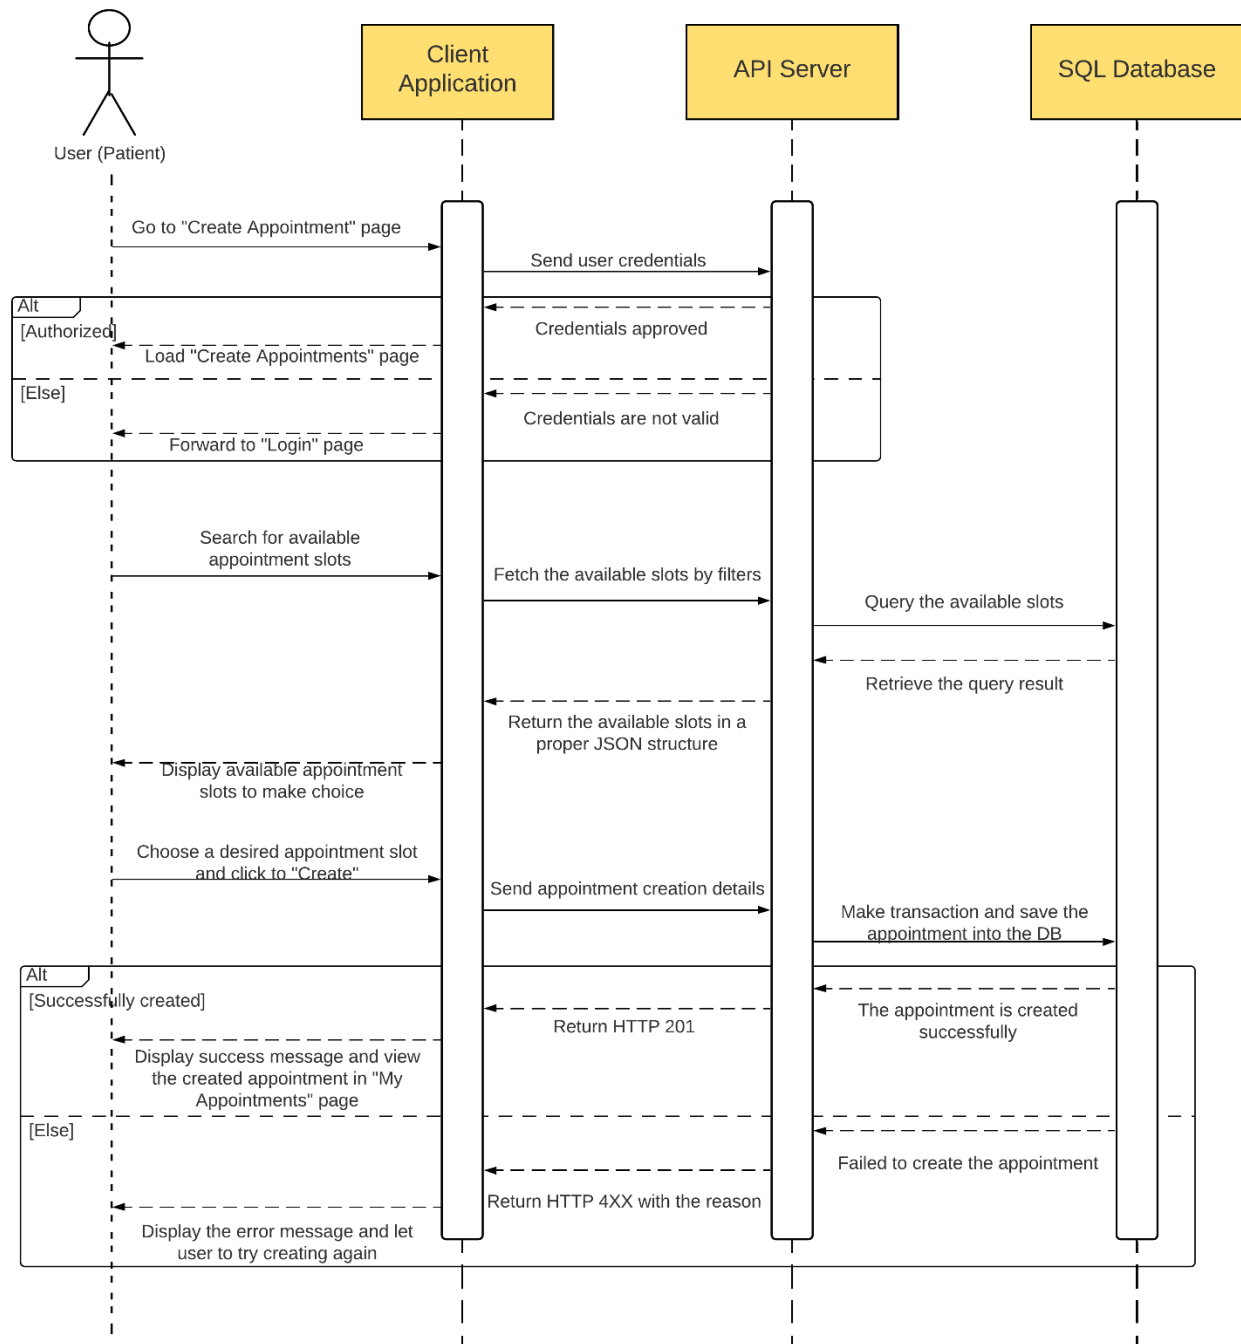 Client
Application
API Server
SQL Database
User (Patient)
Go to "Create Appointment" page
Send user credentials
Alt
[Authorized]
Credentials approved
Load "Create Appointments" page
[Else]
Credentials are not valid
Forward to "Login" page
Search for available
appointment slots
Fetch the available slots by filters
Query the available slots
Retrieve the query result
Return the available slots in a
proper JSON structure
Display available appointment
slots to make choice
Choose a desired appointment slot
and click to "Create"
Send appointment creation details
Make transaction and save the
appointment into the DB
Alt
[Successfully created]
The appointment is created
successfully
Return HTTP 201
Display success message and view
the created appointment in "My
Appointments" page
[Else]
Failed to create the appointment
Return HTTP 4XX with the reason
Display the error message and let
user to try creating again